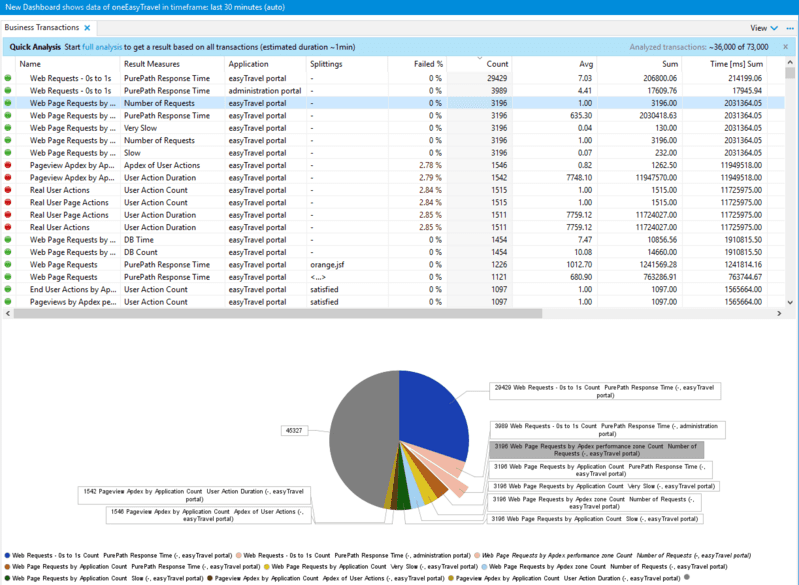 New Dashboard shows data of oneEasyTravel in timeframe: last 30 minutes (auto)
Business Transactions
View
Quick Analysis Start full analysis to get a result based on all transactions (estimated duration ~1min) Analyzed transactions: ~36,000 of 73,000
Name Result Measures Application Splittings Failed % Count Avg Sum Time [ms] Sum
Web Requests - 0s to 1s PurePath Response Time easyTravel portal - 0 % 29429 7.03 206800.06 214199.06
Web Requests - 0s to 1s PurePath Response Time administration portal - 0 % 3989 4.41 17609.76 17945.94
Web Page Requests by ... Number of Requests easyTravel portal - 0 % 3196 1.00 3196.00 2031364.05
Web Page Requests by ... PurePath Response Time easyTravel portal - 0 % 3196 635.30 2030418.63 2031364.05
Web Page Requests by ... Very Slow easyTravel portal - 0 % 3196 0.04 130.00 2031364.05
Web Page Requests by ... Number of Requests easyTravel portal - 0 % 3196 1.00 3196.00 2031364.05
Web Page Requests by ... Slow easyTravel portal - 0 % 3196 0.07 232.00 2031364.05
Pageview Apdex by Ap... Apdex of User Actions easyTravel portal - 2.78 % 1546 0.82 1262.50 11949518.00
Pageview Apdex by Ap... User Action Duration easyTravel portal - 2.79 % 1542 7748.10 11947570.00 11949518.00
Real User Actions User Action Count easyTravel portal - 2.84 % 1515 1.00 1515.00 11725975.00
Real User Page Actions User Action Count easyTravel portal - 2.84 % 1515 1.00 1515.00 11725975.00
Real User Page Actions User Action Duration easyTravel portal - 2.85 % 1511 7759.12 11724027.00 11725975.00
Real User Actions User Action Duration easyTravel portal - 2.85 % 1511 7759.12 11724027.00 11725975.00
Web Page Requests by ... DB Time easyTravel portal - 0 % 1454 7.47 10856.56 1910815.50
Web Page Requests by ... DB Count easyTravel portal - 0 % 1454 10.08 14660.00 1910815.50
Web Page Requests PurePath Response Time easyTravel portal orange.jsf 0 % 1226 1012.70 1241569.28 1241814.16
Web Page Requests PurePath Response Time easyTravel portal <...> 0 % 1121 680.90 763286.91 763744.67
End User Actions by Ap... User Action Count easyTravel portal satisfied 0 % 1097 1.00 1097.00 1565664.00
Pageviews by Apdex pe... User Action Count easyTravel portal satisfied 0 % 1097 1.00 1097.00 1565664.00
29429 Web Requests - 0s to 1s Count PurePath Response Time (-, easyTravel
portal)
3989 Web Requests - 0s to 1s Count PurePath Response Time (-, administration
portal)
46327
3196 Web Page Requests by Apdex performance zone Count Number of
Requests (-, easyTravel portal)
3196 Web Page Requests by Application Count PurePath Response Time (-,
easyTravel portal)
3196 Web Page Requests by Application Count Very Slow (-, easyTravel portal)
3196 Web Page Requests by Apdex zone Count Number of Requests (-,
easyTravel portal)
3196 Web Page Requests by Application Count Slow (-, easyTravel portal)
1542 Pageview Apdex by Application Count User Action Duration (-, easyTravel
portal)
1546 Pageview Apdex by Application Count Apdex of User Actions (-,
easyTravel portal)
Web Requests - 0s to 1s Count PurePath Response Time (-, easyTravel portal) Web Requests - 0s to 1s Count PurePath Response Time (-, administration portal) Web Page Requests by Apdex performance zone Count Number of Requests (-, easyTravel portal)
Web Page Requests by Application Count PurePath Response Time (-, easyTravel portal) Web Page Requests by Application Count Very Slow (-, easyTravel portal) Web Page Requests by Apdex zone Count Number of Requests (-, easyTravel portal)
Web Page Requests by Application Count Slow (-, easyTravel portal) Pageview Apdex by Application Count Apdex of User Actions (-, easyTravel portal) Pageview Apdex by Application Count User Action Duration (-, easyTravel portal)